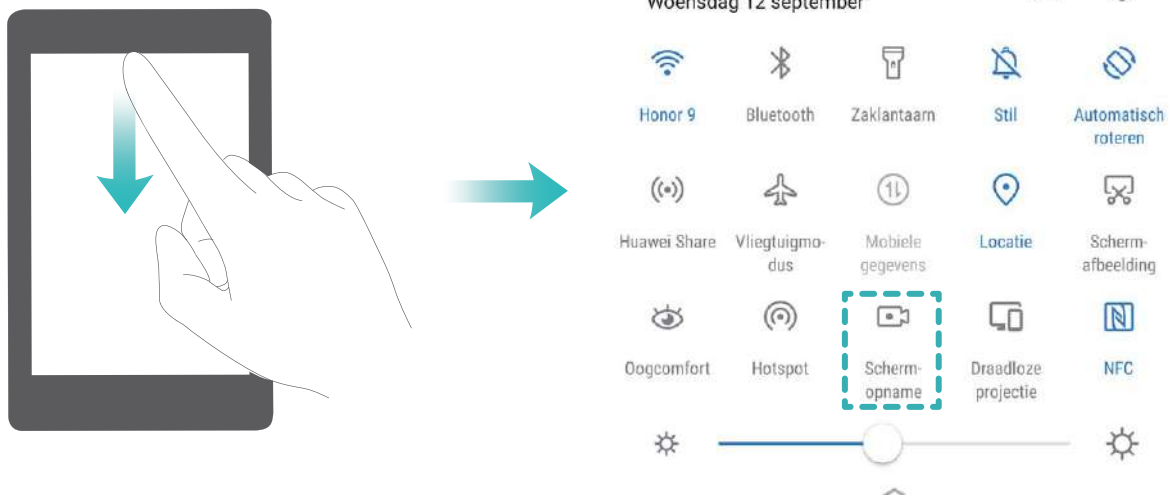 Woensdag 12 september
Honor 9 Bluetooth Zaklantaarn Stil Automatisch
roteren
Huawei Share Vliegtuigmo- Mobiele Locatie Scherm-
dus gegevens afbeelding
Oogcomfort Hotspot Scherm- Draadloze NFC
opname projectie